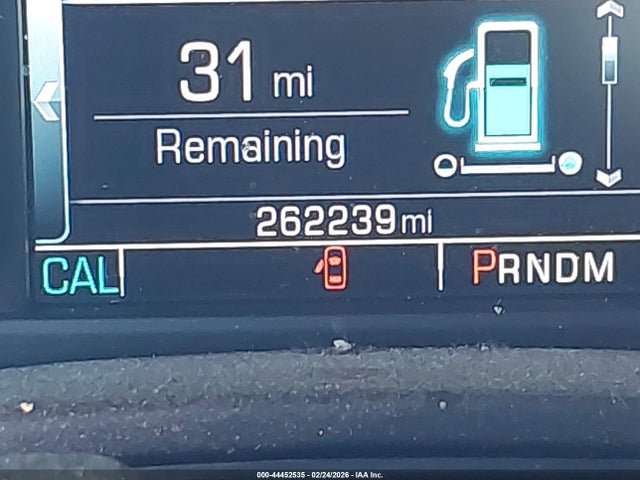 31 mi
Remaining
262239 mi
CAL PRNDM
000-44452535 - 02/24/2026 - IAA Inc.